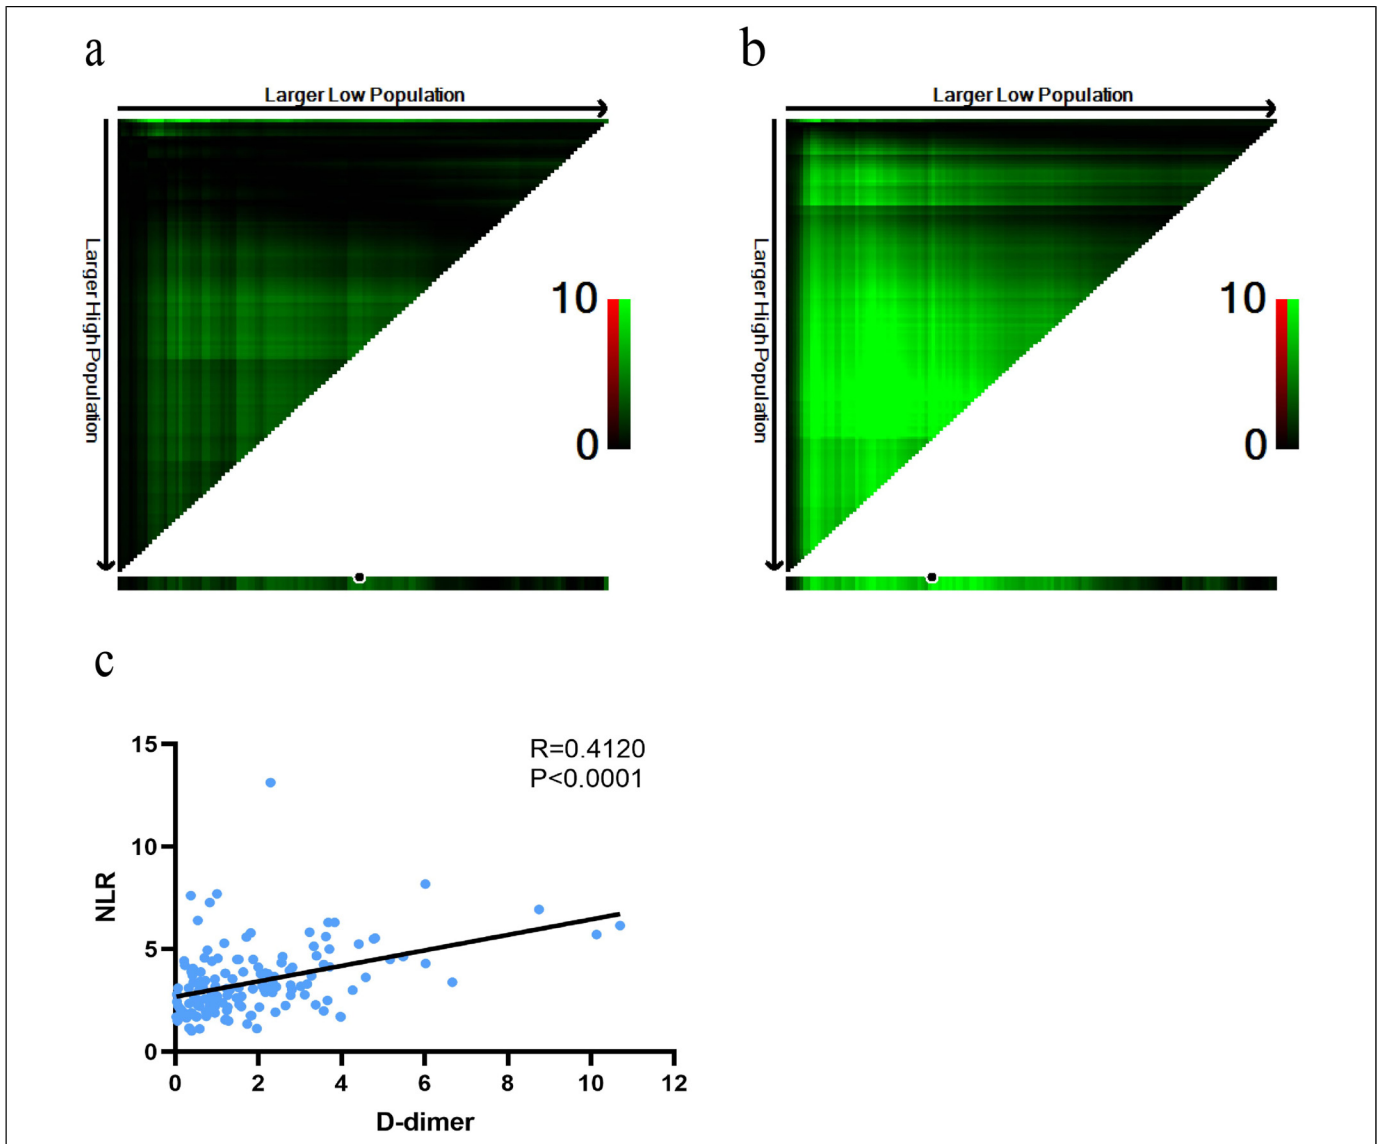 a
Larger Low Population
Larger High Population
10
0
b
Larger Low Population
Larger High Population
10
0
c
R=0.4120
P<0.0001
15
10
5
0
NLR
0 2 4 6 8 10 12
D-dimer